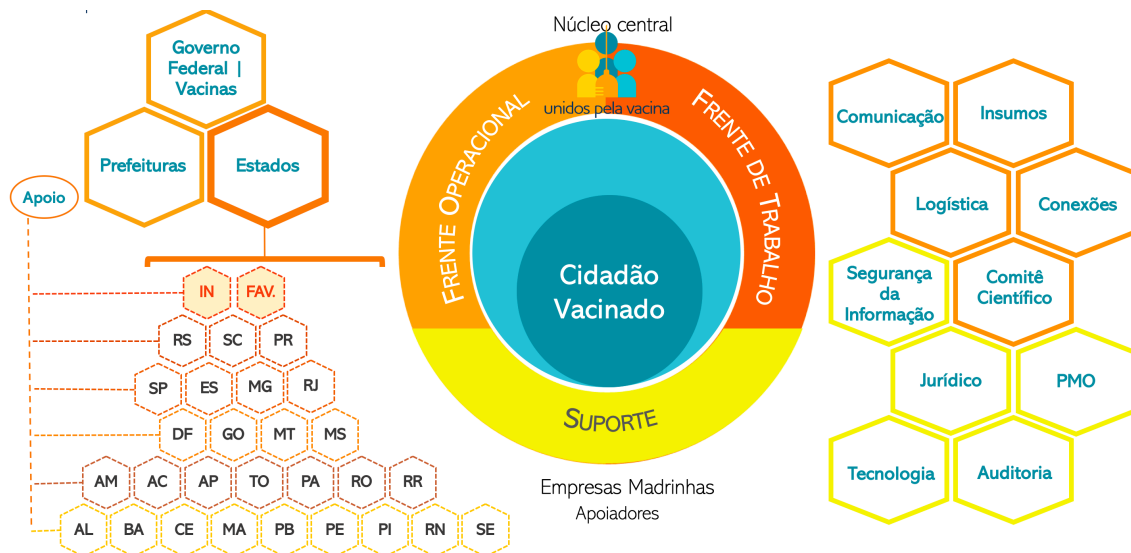 Governo
Federal |
Vacinas
Prefeituras
Estados
Apoio
IN
FAV.
RS
SC
PR
SP
ES
MG
RJ
DF
GO
MT
MS
AM
AC
AP
TO
PA
RO
RR
AL
BA
CE
MA
PB
PE
PI
RN
SE
Núcleo central
unidos pela vacina
FRENTE OPERACIONAL
FRENTE DE TRABALHO
Cidadão
Vacinado
SUPORTE
Empresas Madrinhas
Apoiadores
Comunicação
Insumos
Logística
Conexões
Segurança
da
Informação
Comitê
Científico
Jurídico
PMO
Tecnologia
Auditoria